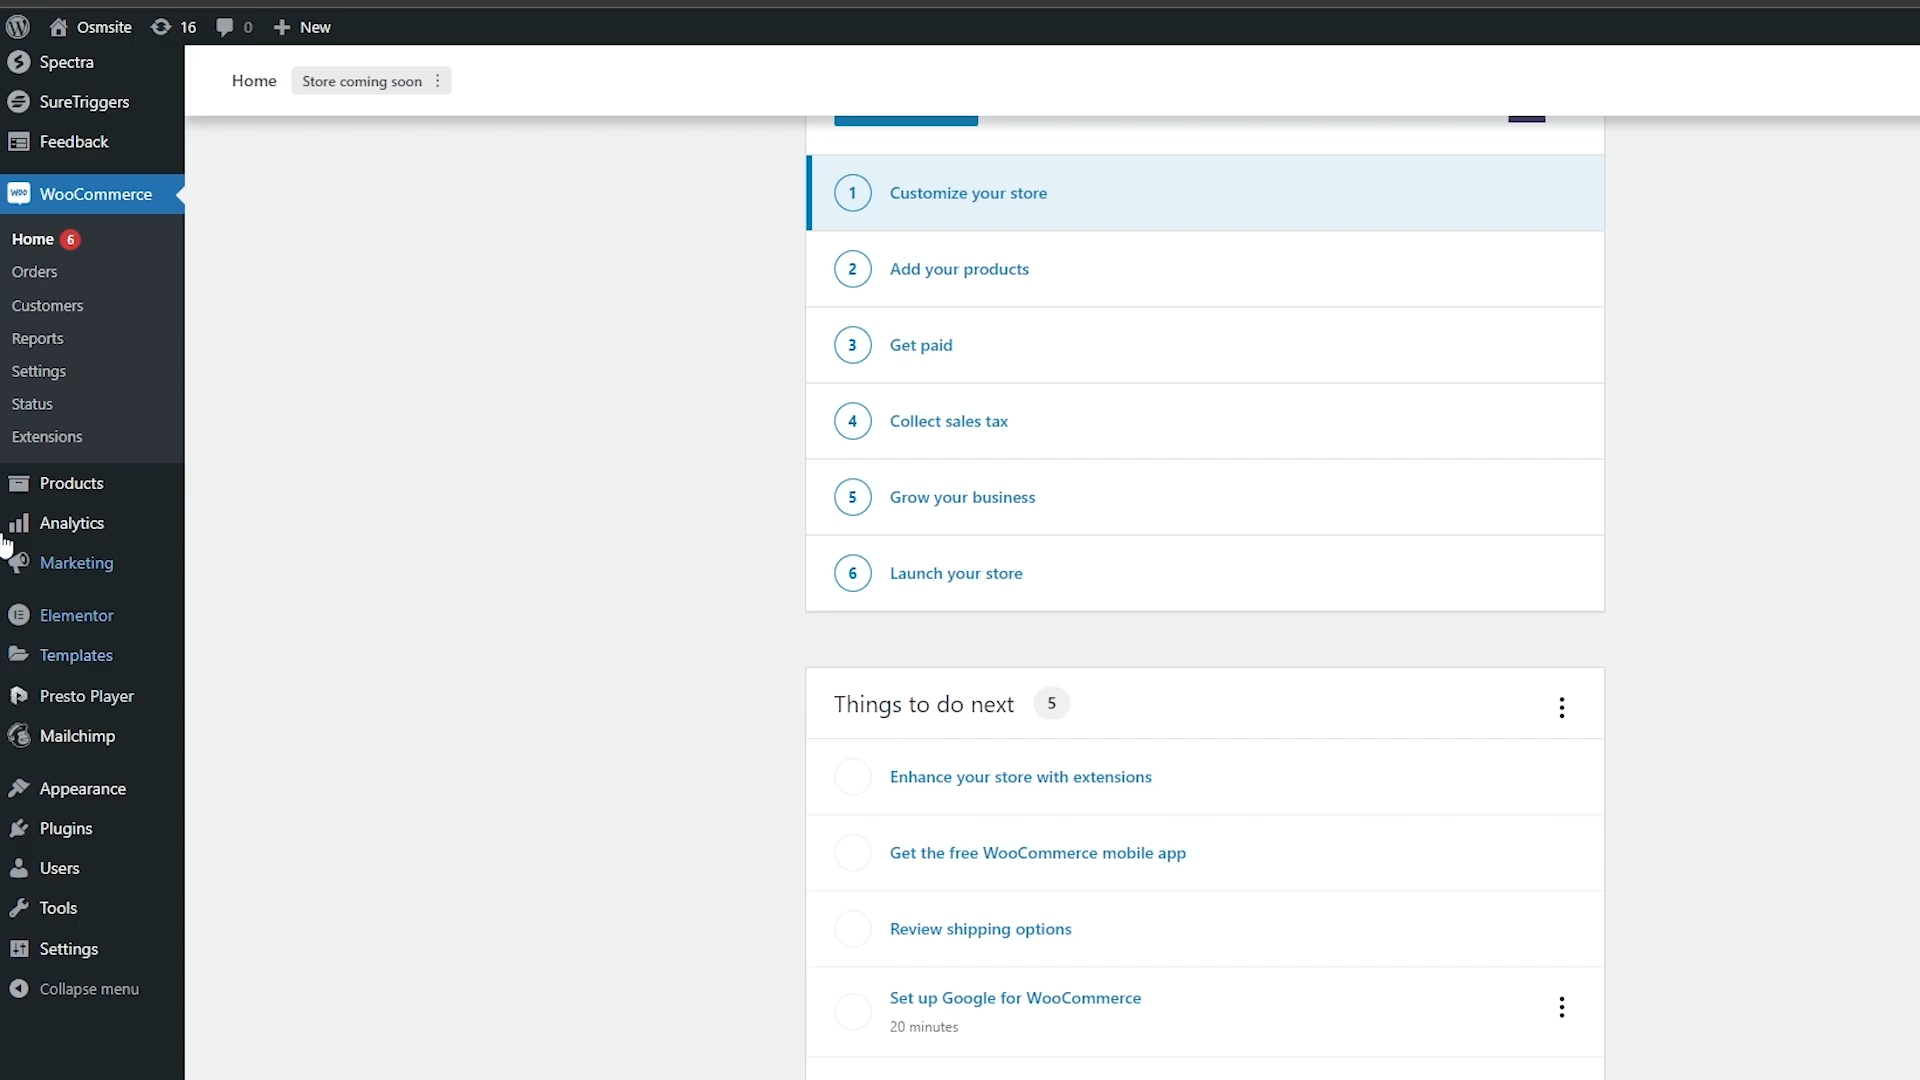 Osmsite 16 0 New
Spectra
SureTriggers
Feedback
WooCommerce
Home 6
Orders
Customers
Reports
Settings
Status
Extensions
Products
Analytics
Marketing
Elementor
Templates
Presto Player
Mailchimp
Appearance
Plugins
Users
Tools
Settings
Collapse menu
Home Store coming soon
1 Customize your store
2 Add your products
3 Get paid
4 Collect sales tax
5 Grow your business
6 Launch your store
Things to do next 5
Enhance your store with extensions
Get the free WooCommerce mobile app
Review shipping options
Set up Google for WooCommerce
20 minutes